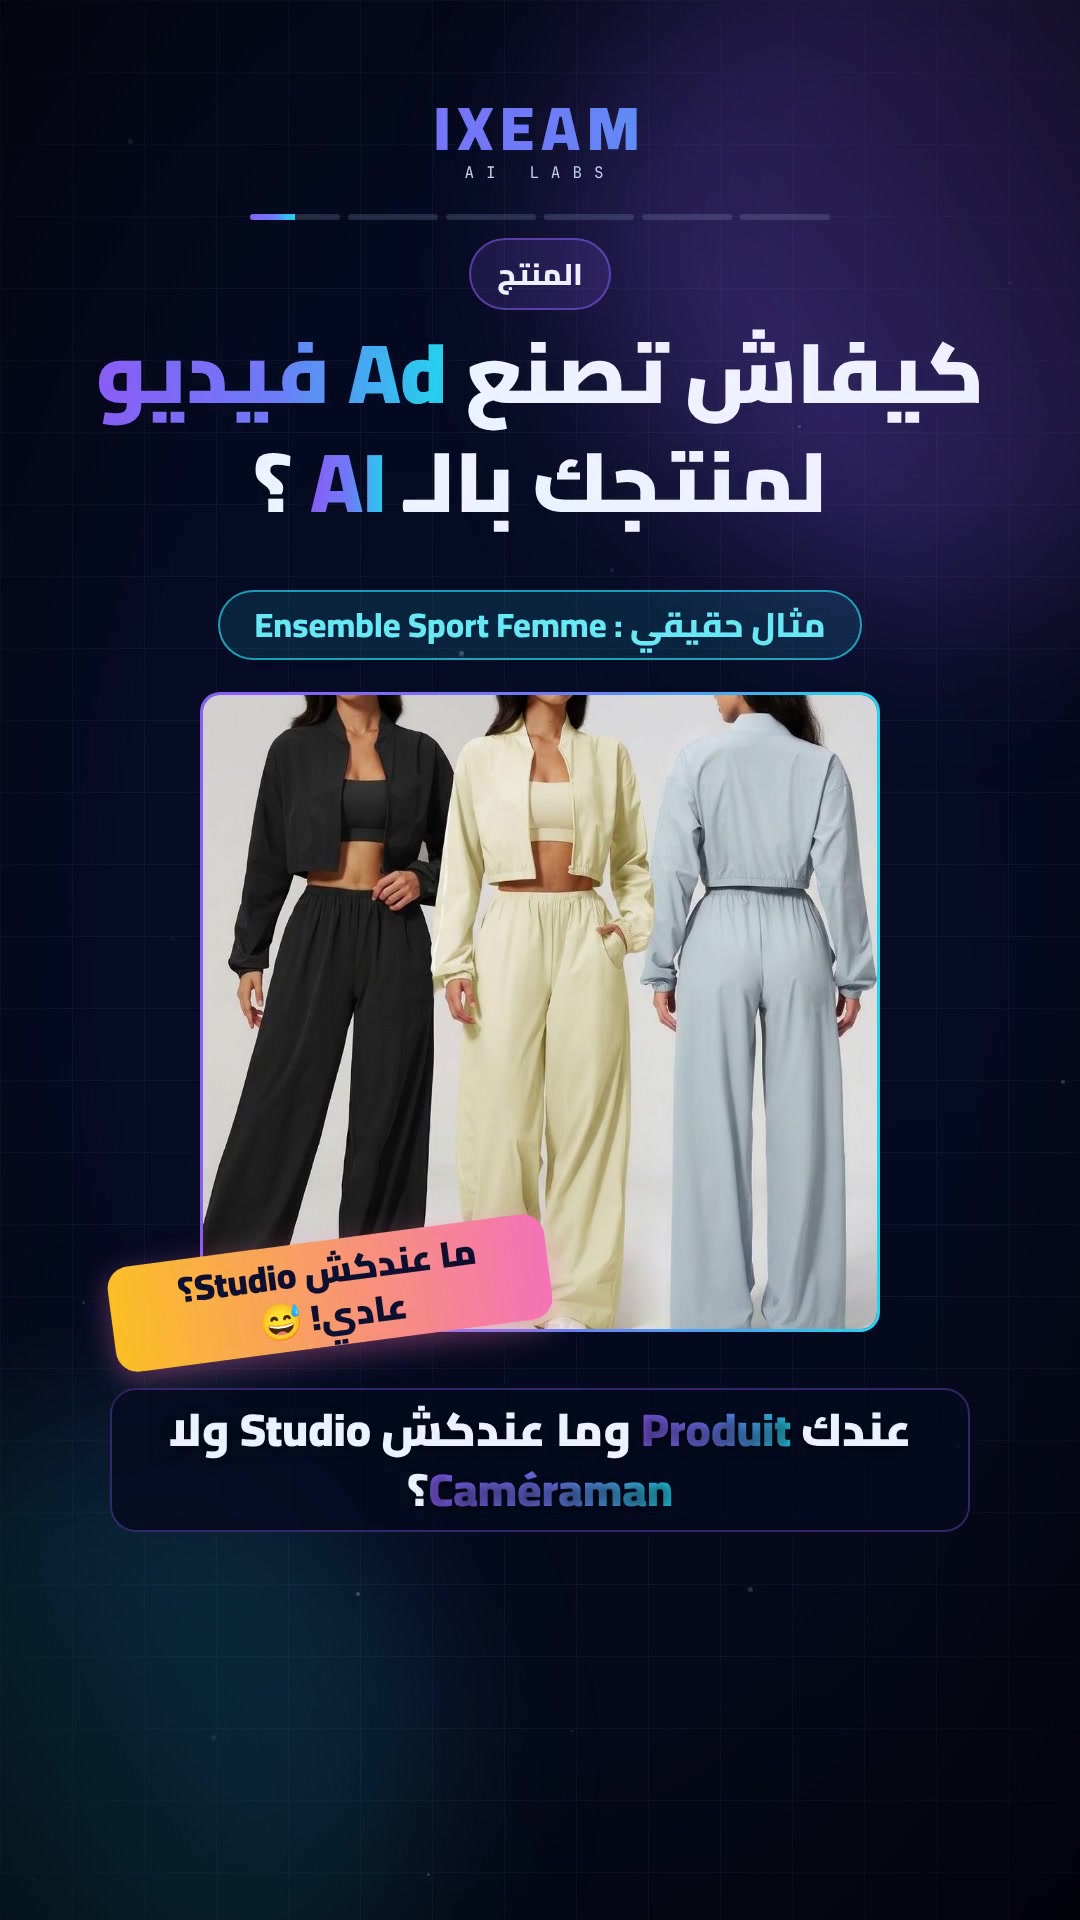 IXEAM
AI LABS
المنتج
كيفاش تصنع Ad فيديو
لمنتجك بالـ AI ؟
مثال حقيقي : Ensemble Sport Femme
ما عندكش Studio؟
عادي! 😅
عندك Produit وما عندكش Studio ولا
Caméraman؟